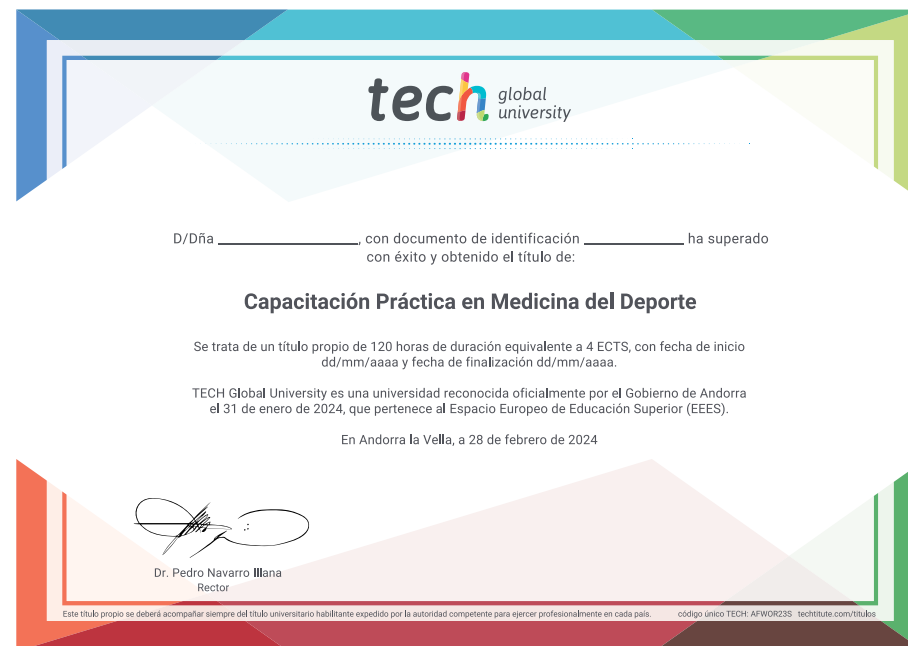 tech global university
D/Dña ____________, con documento de identificación ____________ ha superado
con éxito y obtenido el título de:
Capacitación Práctica en Medicina del Deporte
Se trata de un título propio de 120 horas de duración equivalente a 4 ECTS, con fecha de inicio
dd/mm/aaaa y fecha de finalización dd/mm/aaaa.
TECH Global University es una universidad reconocida oficialmente por el Gobierno de Andorra
el 31 de enero de 2024, que pertenece al Espacio Europeo de Educación Superior (EEES).
En Andorra la Vella, a 28 de febrero de 2024
Dr. Pedro Navarro Illana
Rector
Este título propio se deberá acompañar siempre del título universitario habilitante expedido por la autoridad competente para ejercer profesionalmente en cada país. código único TECH: AFWOR23S techtitute.com/titulos